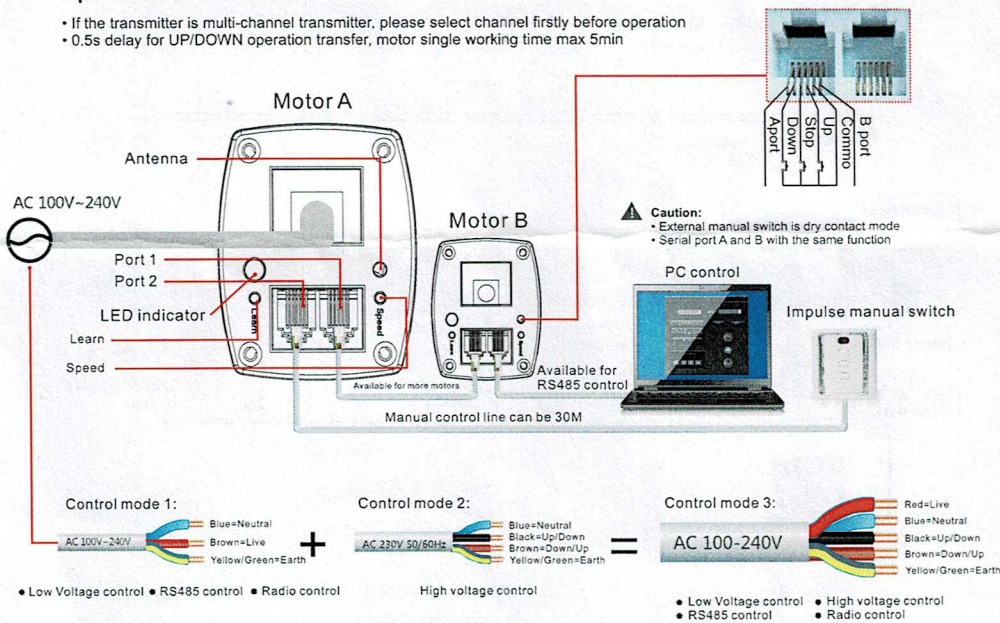 • If the transmitter is multi-channel transmitter, please select channel firstly before operation
• 0.5s delay for UP/DOWN operation transfer, motor single working time max 5min
Motor A
Antenna
AC 100V~240V
Port 1
Port 2
LED indicator
Learn
Speed
Learn
Speed
Available for more motors
Motor B
Learn
Speed
Available for
RS485 control
Manual control line can be 30M
Aport
Down
Stop
Up
Commo
B port
Caution:
• External manual switch is dry contact mode
• Serial port A and B with the same function
PC control
Impulse manual switch
Control mode 1:
AC 100V~240V
Blue=Neutral
Brown=Live
Yellow/Green=Earth
• Low Voltage control • RS485 control • Radio control
+
Control mode 2:
AC 230V 50/60Hz
Blue=Neutral
Black=Up/Down
Brown=Down/Up
Yellow/Green=Earth
High voltage control
=
Control mode 3:
AC 100-240V
Red=Live
Blue=Neutral
Black=Up/Down
Brown=Down/Up
Yellow/Green=Earth
• Low Voltage control • High voltage control
• RS485 control • Radio control